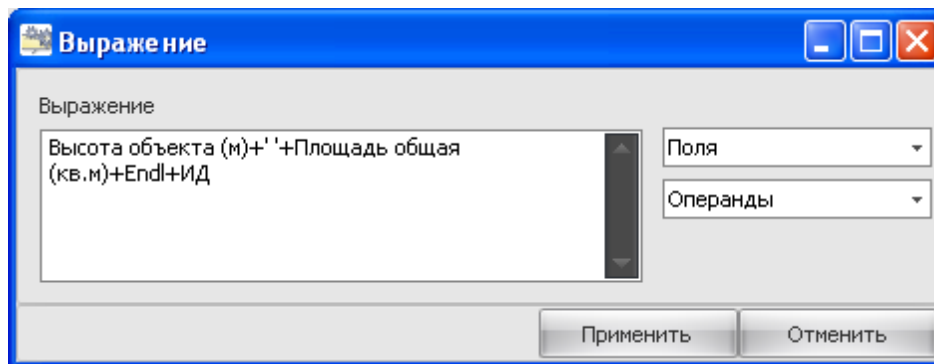 Выражение
Выражение
Высота объекта (м)+' '+Площадь общая
(кв.м)+Endl+ИД
Поля
Операнды
Применить
Отменить